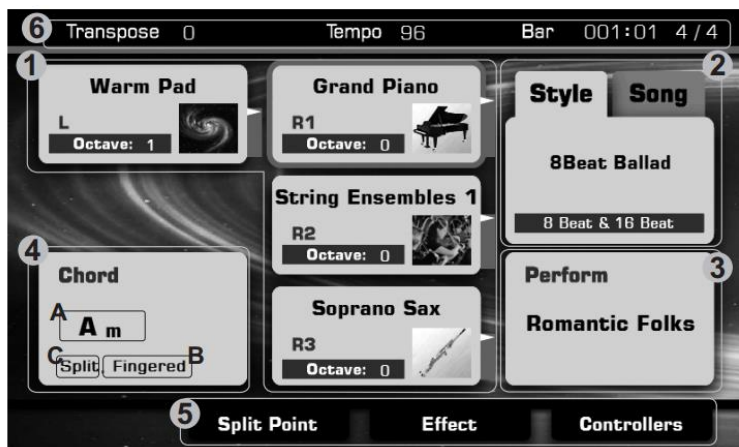 6 Transpose 0 Tempo 96 Bar 001:01 4/4
1
Warm Pad
L
Octave: 1
Grand Piano
R1
Octave: 0
String Ensembles 1
R2
Octave: 0
Soprano Sax
R3
Octave: 0
2
Style Song
8Beat Ballad
8 Beat & 16 Beat
4
Chord
A
A m
C Split, Fingered B
3
Perform
Romantic Folks
5 Split Point Effect Controllers